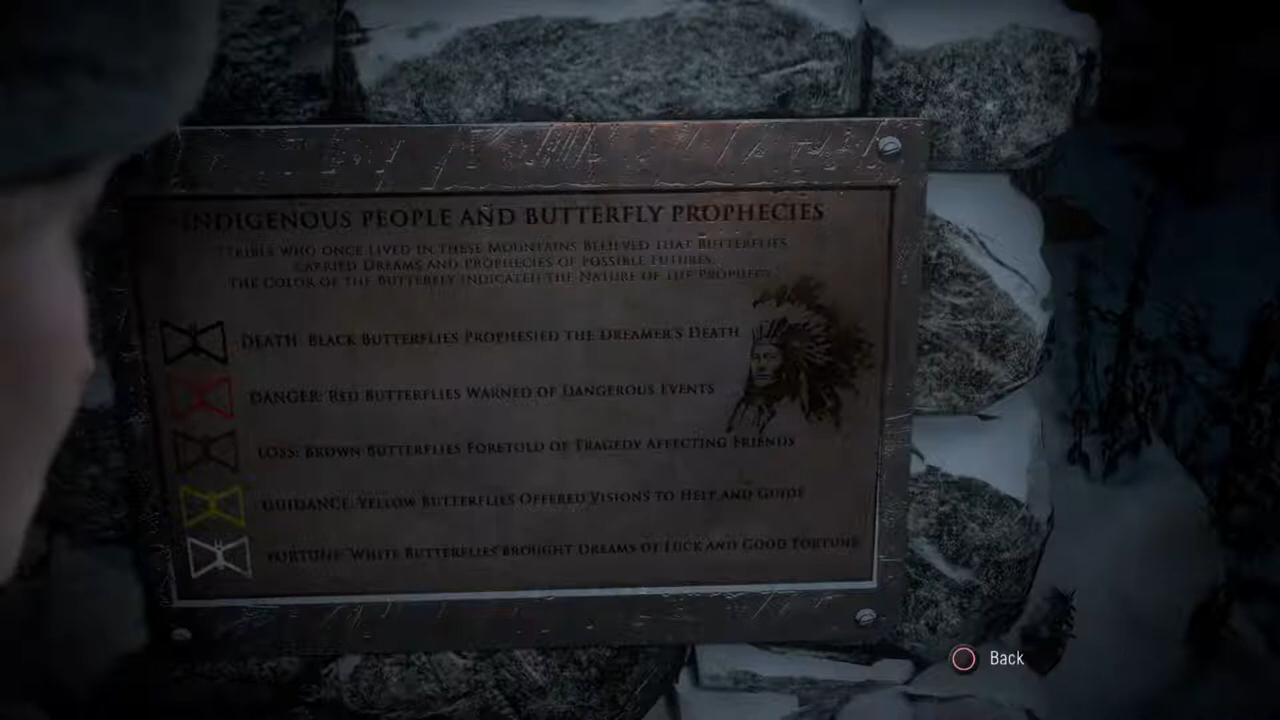 INDIGENOUS PEOPLE AND BUTTERFLY PROPHECIES
TRIBES WHO ONCE LIVED IN THESE MOUNTAINS BELIEVED THAT BUTTERFLIES
CARRIED DREAMS AND PROPHECIES OF POSSIBLE FUTURES.
THE COLOR OF THE BUTTERFLY INDICATED THE NATURE OF THE PROPHECY.
DEATH: BLACK BUTTERFLIES PROPHESIED THE DREAMER'S DEATH
DANGER: RED BUTTERFLIES WARNED OF DANGEROUS EVENTS
LOSS: BROWN BUTTERFLIES FORETOLD OF TRAGEDY AFFECTING FRIENDS
GUIDANCE: YELLOW BUTTERFLIES OFFERED VISIONS TO HELP AND GUIDE
FORTUNE: WHITE BUTTERFLIES BROUGHT DREAMS OF LUCK AND GOOD FORTUNE
Back